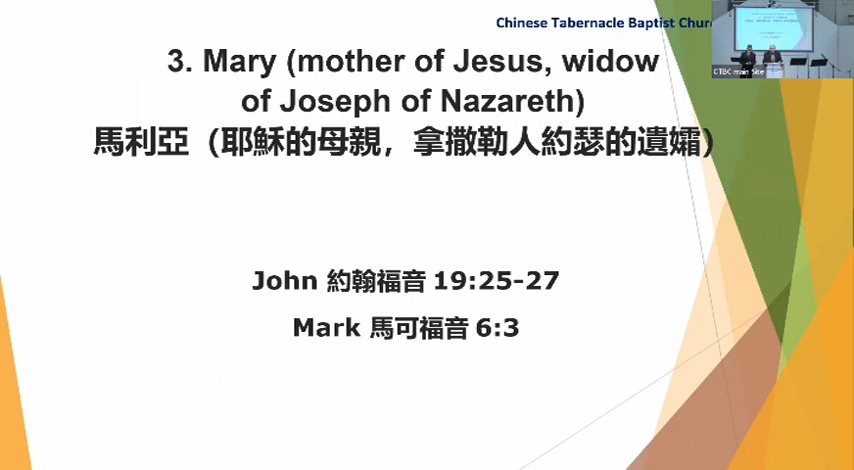 Chinese Tabernacle Baptist Chur
3. Mary (mother of Jesus, widow
of Joseph of Nazareth)
馬利亞（耶穌的母親，拿撒勒人約瑟的遺孀）
John 約翰福音 19:25-27
Mark 馬可福音 6:3
CTBC main Site